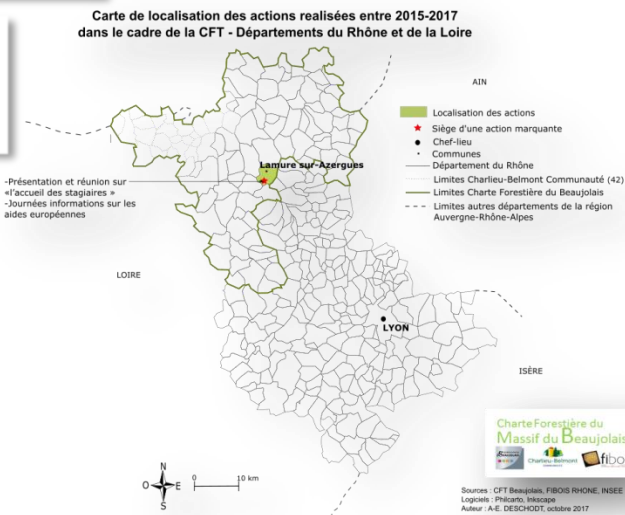 Carte de localisation des actions realisées entre 2015-2017
dans le cadre de la CFT - Départements du Rhône et de la Loire
AIN
Localisation des actions
Siège d'une action marquante
Chef-lieu
Communes
Département du Rhône
Limites Charlieu-Belmont Communauté (42)
Limites Charte Forestière du Beaujolais
Limites autres départements de la région
Auvergne-Rhône-Alpes
Lamure sur-Azergues
-Présentation et réunion sur
«l'accueil des stagiaires »
-Journées informations sur les
aides européennes
LOIRE
LYON
ISÈRE
N
O E
S
0 10 km
Charte Forestière du
Massif du Beaujolais
Charlieu-Belmont
fibo
Sources : CFT Beaujolais, FIBOIS RHONE, INSEE
Logiciels : Philcarto, Inkscape
Auteur : A-E. DESCHODT, octobre 2017